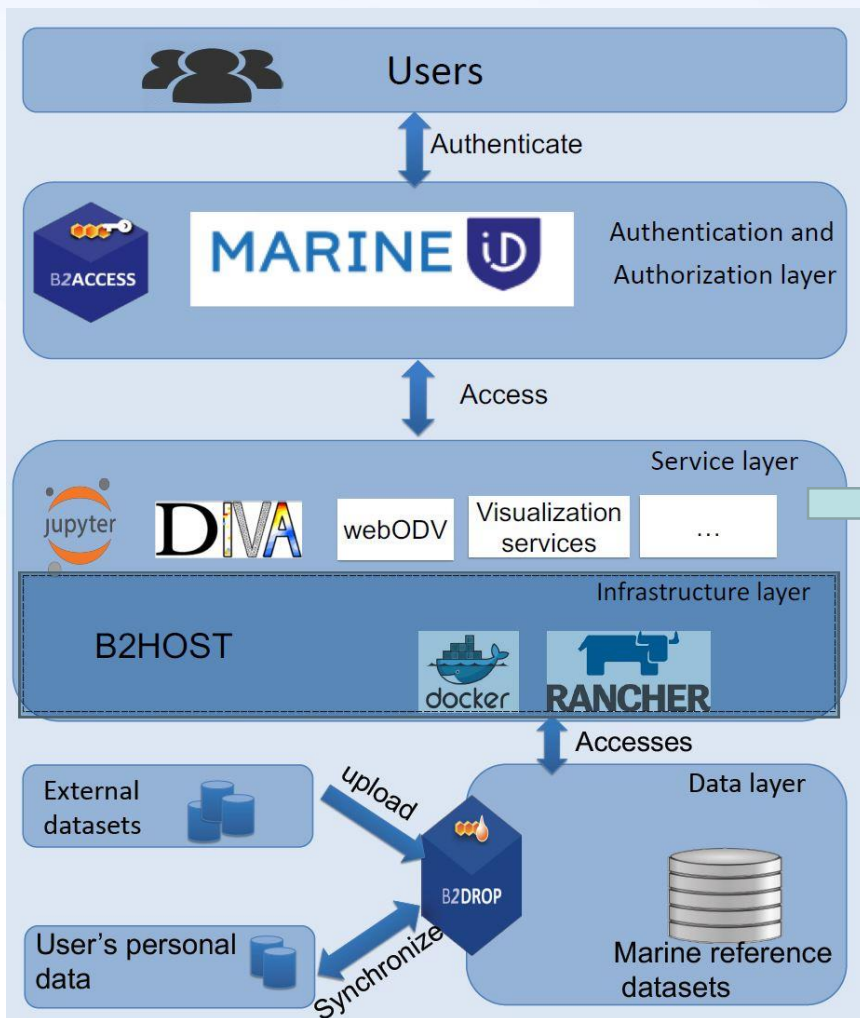 Users
Authenticate
B2ACCESS
MARINE iD
Authentication and
Authorization layer
Access
Service layer
jupyter
DIVA
webODV
Visualization
services
...
Infrastructure layer
B2HOST
docker
RANCHER
Accesses
External
datasets
upload
Data layer
B2DROP
User's personal
data
Synchronize
Marine reference
datasets